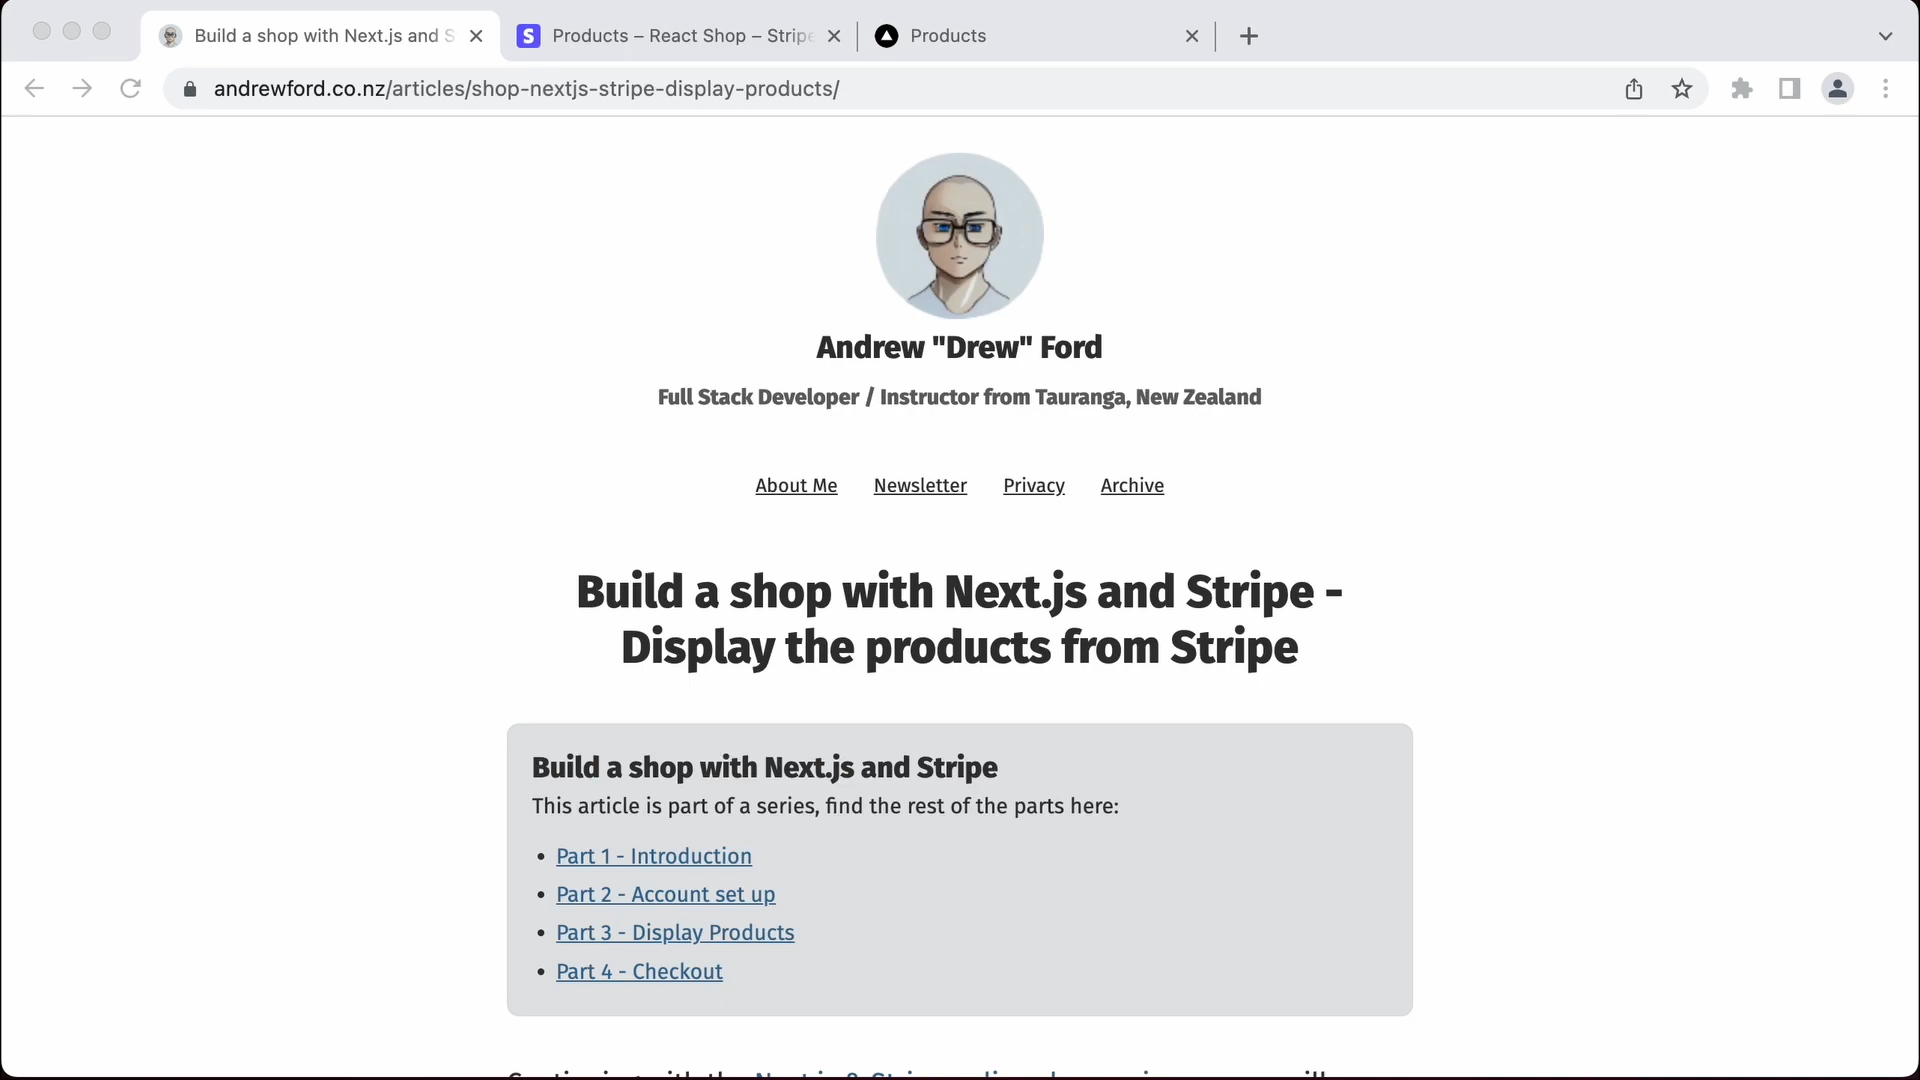 Build a shop with Next.js and S
Products – React Shop – Stripe
Products
andrewford.co.nz/articles/shop-nextjs-stripe-display-products/
Andrew "Drew" Ford
Full Stack Developer / Instructor from Tauranga, New Zealand
About Me Newsletter Privacy Archive
Build a shop with Next.js and Stripe -
Display the products from Stripe
Build a shop with Next.js and Stripe
This article is part of a series, find the rest of the parts here:
• Part 1 - Introduction
• Part 2 - Account set up
• Part 3 - Display Products
• Part 4 - Checkout